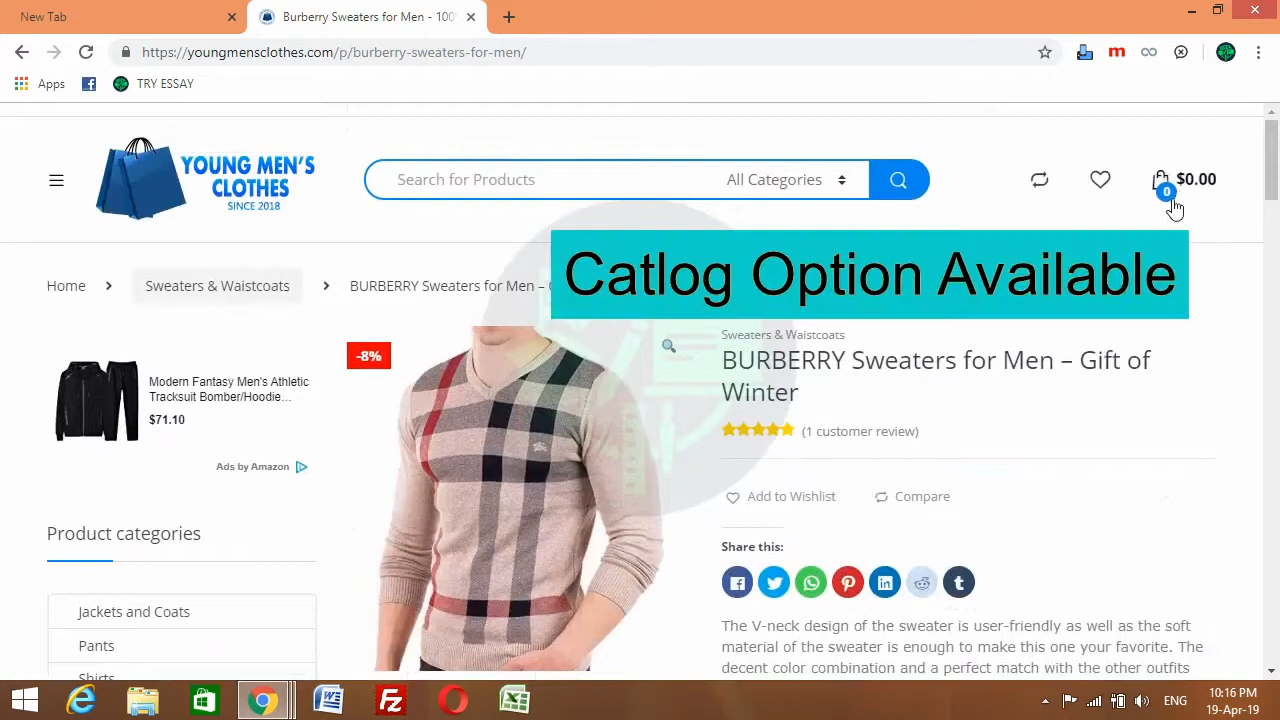 New Tab
Burberry Sweaters for Men - 100
https://youngmensclothes.com/p/burberry-sweaters-for-men/
Apps
TRY ESSAY
YOUNG MEN'S
CLOTHES
SINCE 2018
Search for Products
All Categories
0
$0.00
Catlog Option Available
Home
Sweaters & Waistcoats
BURBERRY Sweaters for Men –
-8%
Modern Fantasy Men's Athletic
Tracksuit Bomber/Hoodie...
$71.10
Ads by Amazon
Sweaters & Waistcoats
BURBERRY Sweaters for Men – Gift of
Winter
(1 customer review)
Add to Wishlist
Compare
Share this:
Product categories
Jackets and Coats
Pants
Shirts
The V-neck design of the sweater is user-friendly as well as the soft
material of the sweater is enough to make this one your favorite. The
decent color combination and a perfect match with the other outfits
ENG
10:16 PM
19-Apr-19